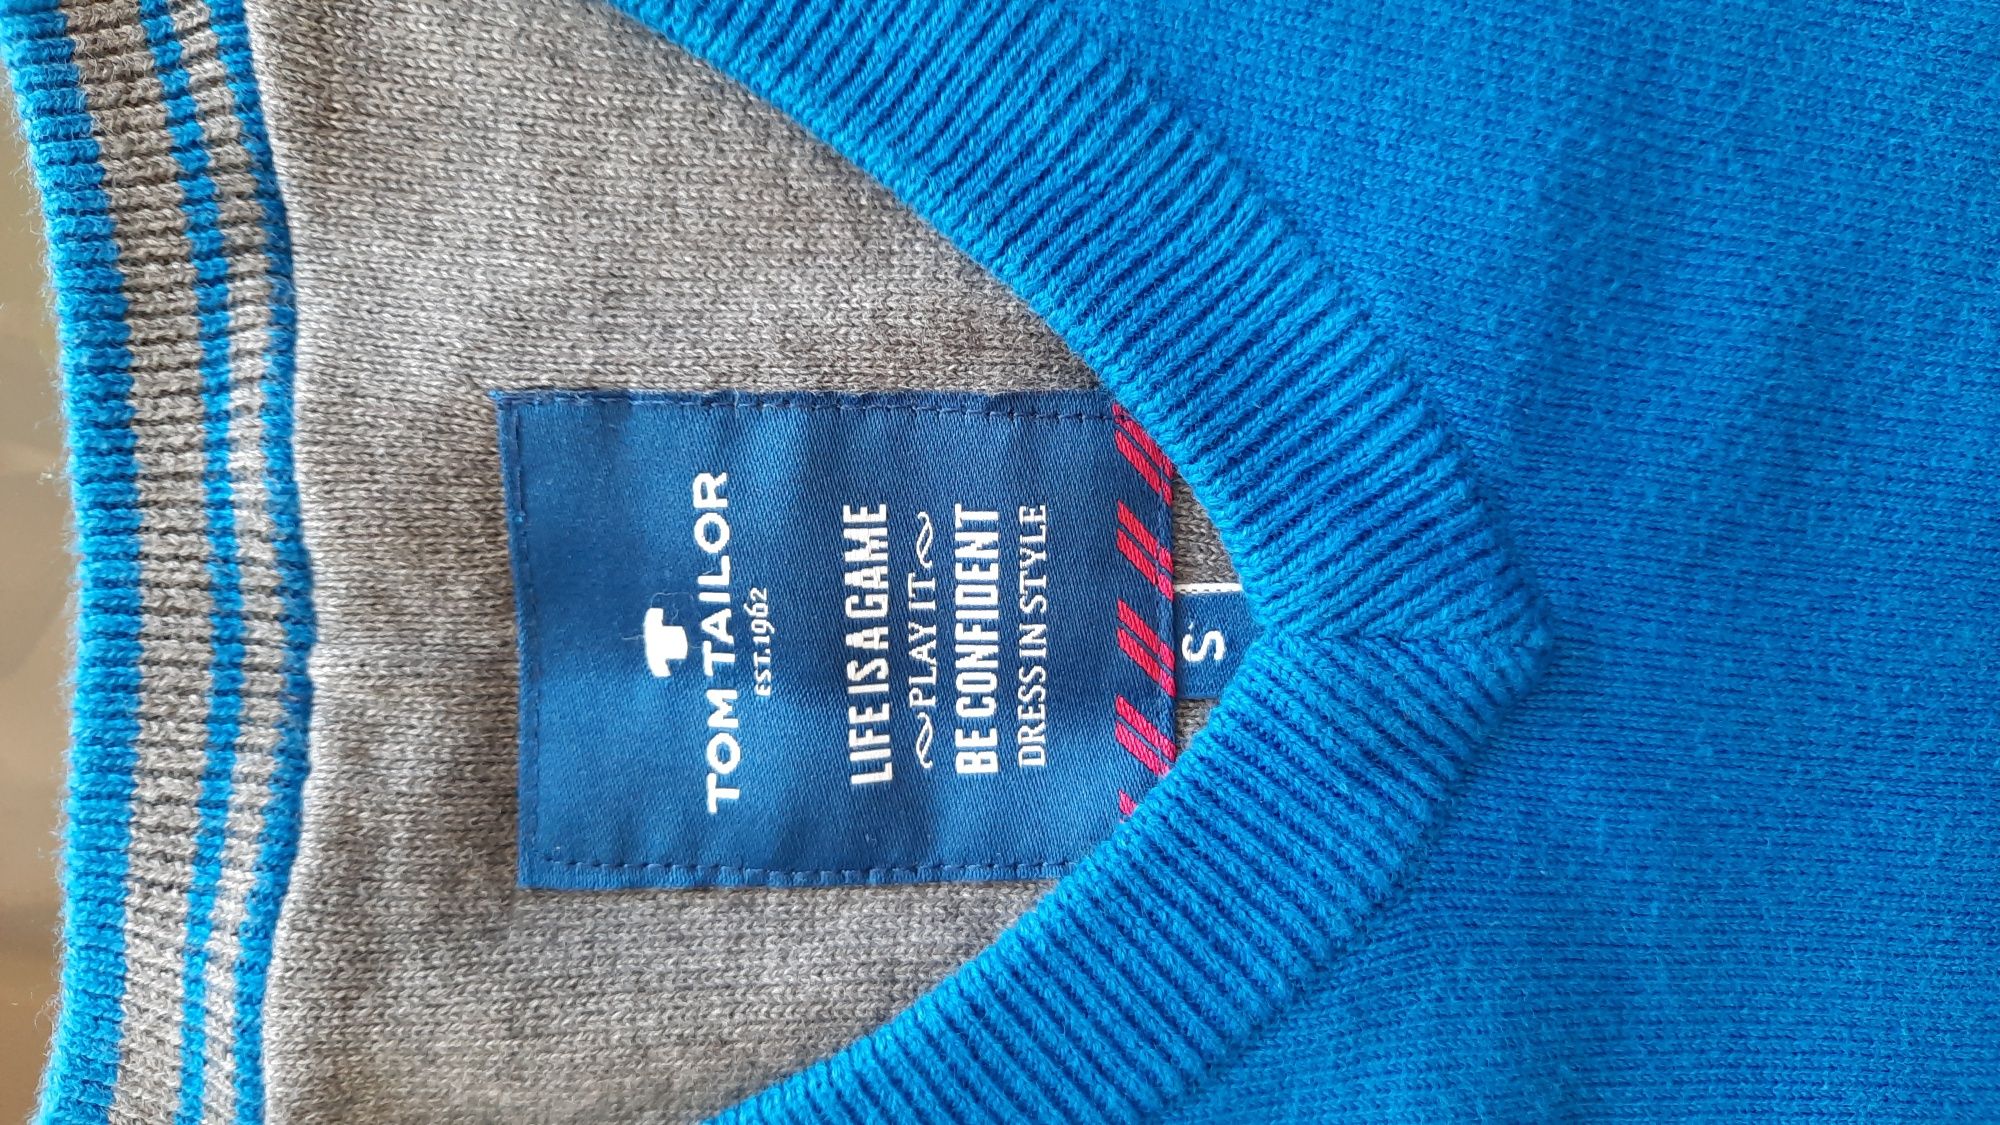 TOM TAILOR
EST. 1962
LIFE IS A GAME
PLAY IT
BE CONFIDENT
DRESS IN STYLE
S